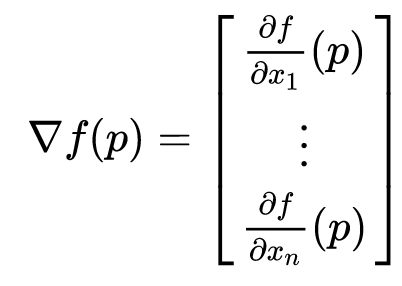 ∇f(p) = [ ∂f/∂x₁ (p)
⋮
∂f/∂xₙ (p) ]